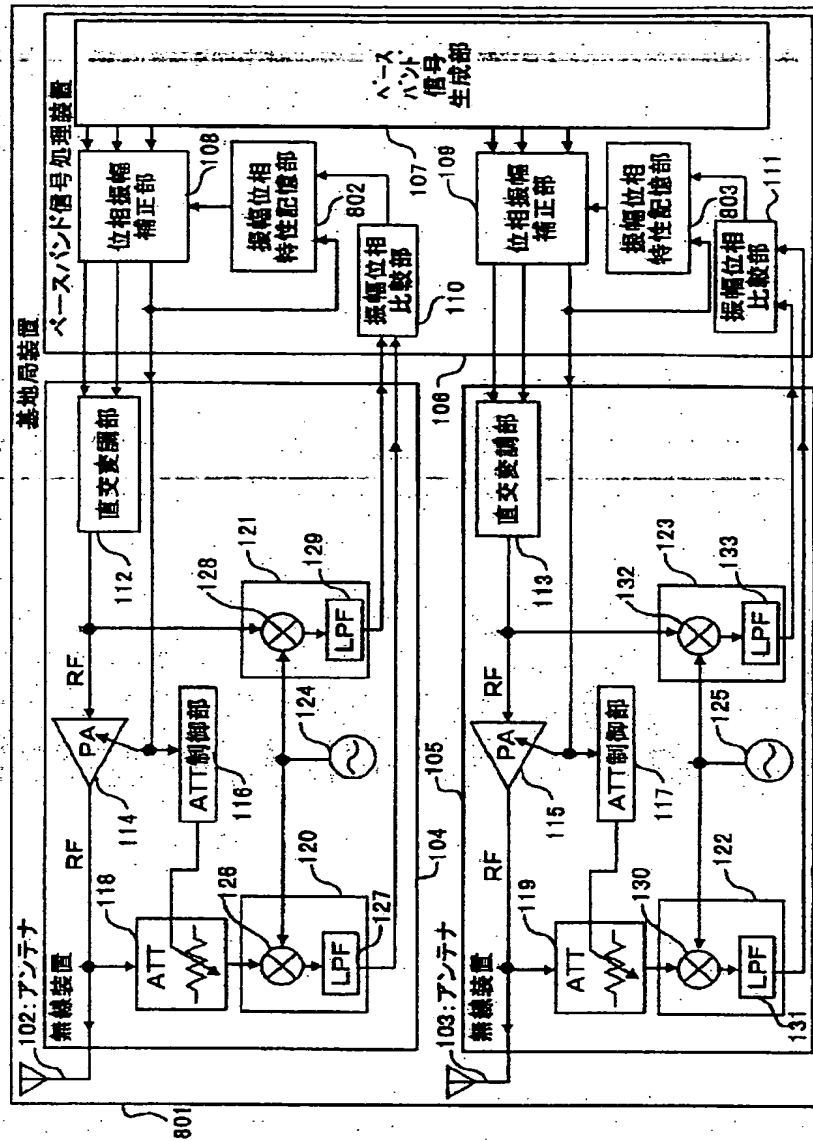 基地局装置
801
102:アンテナ
無線装置
RF
PA
114
RF
112
直交変調部
118
ATT
ATT制御部
116
120
126
LPF
127
124
121
128
LPF
129
104
ベースバンド信号処理装置
位相振幅
補正部
108
振幅位相
特性記憶部
802
振幅位相
比較部
110
106
ベース
バンド
信号
生成部
107
103:アンテナ
無線装置
105
RF
PA
115
RF
113
直交変調部
119
ATT
ATT制御部
117
122
130
LPF
131
125
123
132
LPF
133
109
位相振幅
補正部
振幅位相
特性記憶部
803
振幅位相
比較部
111